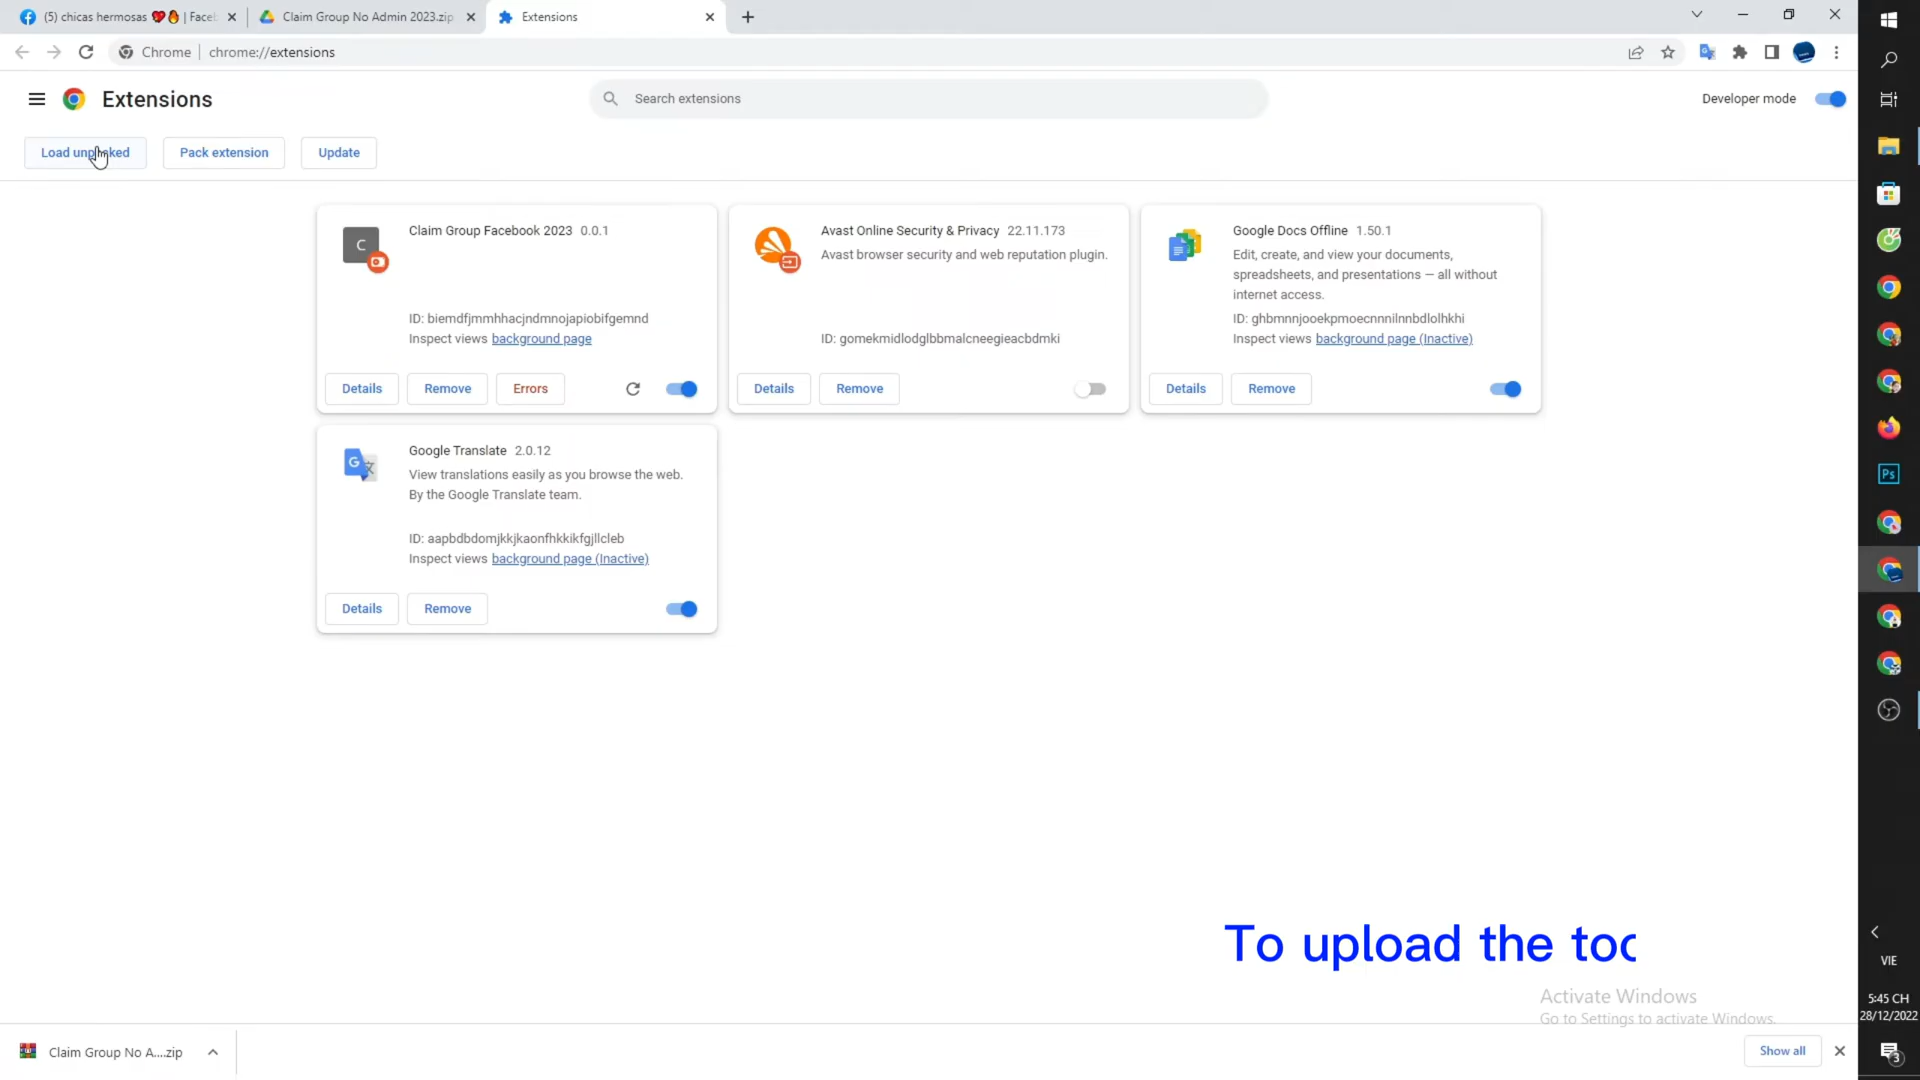 (5) chicas hermosas ❤️🔥 | Face
Claim Group No Admin 2023.zip
Extensions
Chrome
chrome://extensions
Extensions
Search extensions
Developer mode
Load
Pack extension
Update
C
Claim Group Facebook 2023 0.0.1
ID: biemdfjmmhhacjndmnojapiobifgemnd
Inspect views background page
Details
Remove
Errors
Avast Online Security & Privacy 22.11.173
Avast browser security and web reputation plugin.
ID: gomekmidlodglbbmalcneegieacbdmki
Details
Remove
Google Docs Offline 1.50.1
Edit, create, and view your documents,
spreadsheets, and presentations — all without
internet access.
ID: ghbmnnjooekpmoecnnnilnnbdlolhkhi
Inspect views background page (Inactive)
Details
Remove
Google Translate 2.0.12
View translations easily as you browse the web.
By the Google Translate team.
ID: aapbdbdomjkkjkaonfhkkikfgjllcleb
Inspect views background page (Inactive)
Details
Remove
To upload the
Activate Windows
Go to Settings to activate Windows.
Claim Group No A....zip
Show all
Ps
VIE
5:45 CH
28/12/2022
3